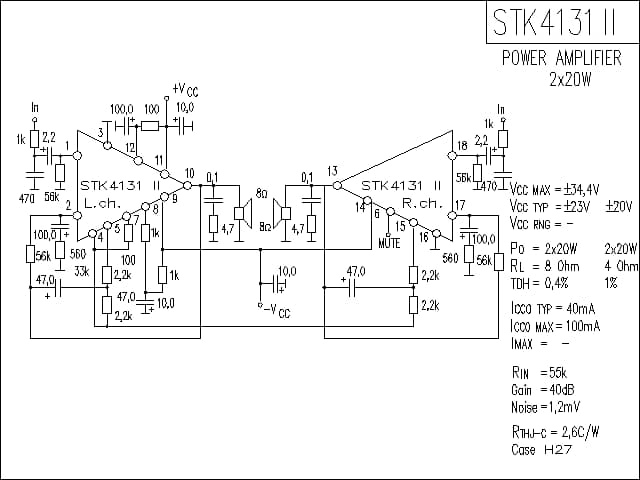 STK4131 II
POWER AMPLIFIER
2x20W
+VCC
In
100,0
100
10,0
In
1k
2,2
1
3
12
11
10
0,1
8Ω
0,1
13
18
2,2
1k
470
56k
STK4131 II
L.ch.
STK4131 II
R.ch.
56k
470
2
4
5
7
8
9
4,7
8Ω
4,7
14
6
15
16
17
MUTE
100,0
56k
560
33k
100
1k
1k
2,2k
47,0
47,0
2,2k
10,0
10,0
-VCC
47,0
2,2k
2,2k
560
100,0
56k
VCC MAX = ±34,4V
VCC TYP = ±23V ±20V
VCC RNG = -
PO = 2x20W 2x20W
RL = 8 Ohm 4 Ohm
TDH = 0,4% 1%
ICCO TYP = 40mA
ICCO MAX = 100mA
IMAX = -
RIN = 55k
Gain = 40dB
Noise = 1,2mV
RTHJ-C = 2,6C/W
Case H27